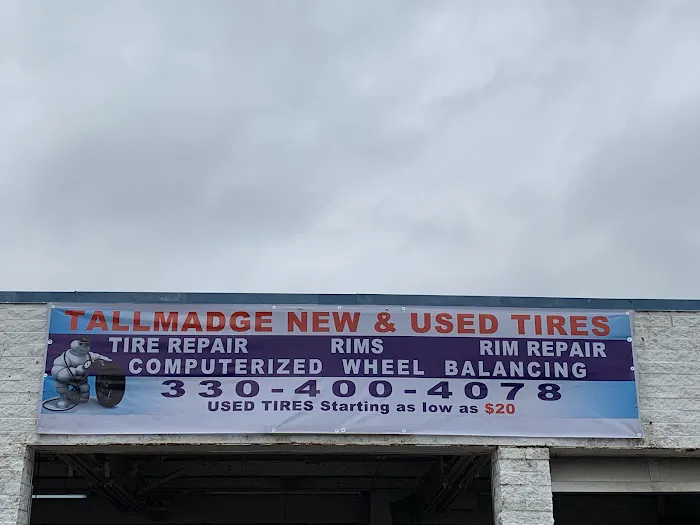 TALLMADGE NEW & USED TIRES
TIRE REPAIR RIMS RIM REPAIR
COMPUTERIZED WHEEL BALANCING
330-400-4078
USED TIRES Starting as low as $20